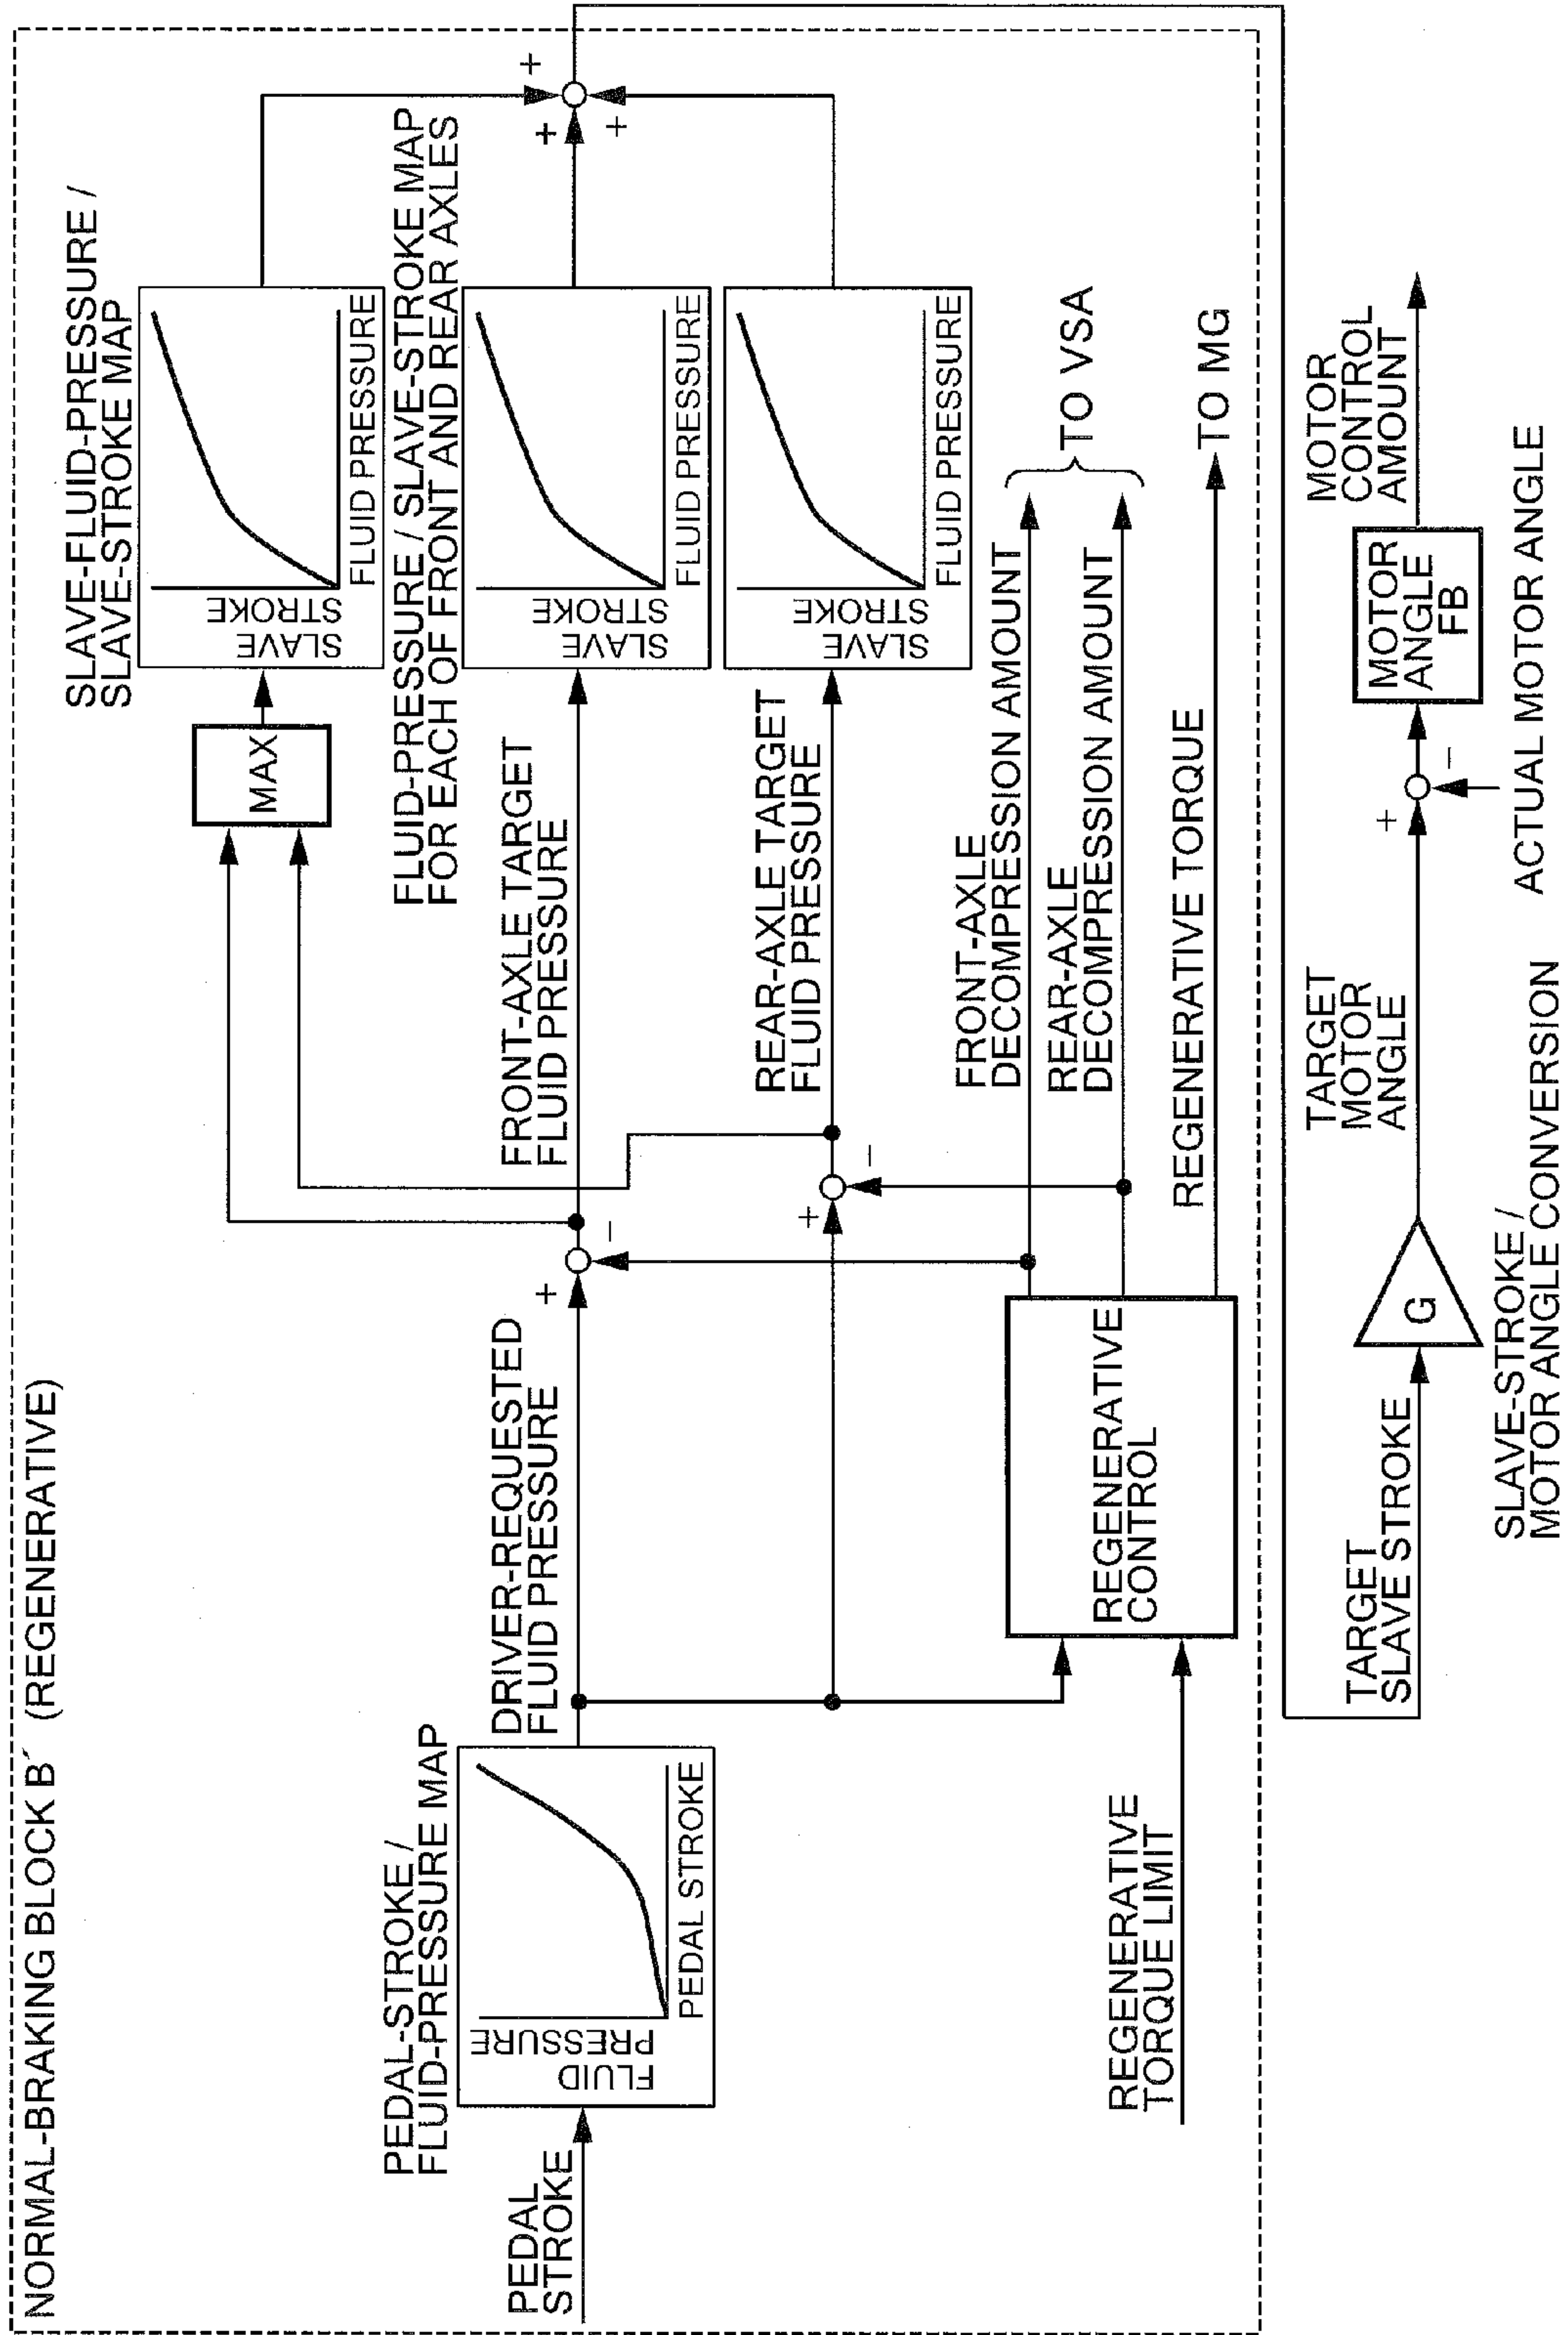 NORMAL-BRAKING BLOCK B´ (REGENERATIVE)
PEDAL
STROKE
PEDAL-STROKE /
FLUID-PRESSURE MAP
FLUID
PRESSURE
PEDAL STROKE
DRIVER-REQUESTED
FLUID PRESSURE
+
−
REGENERATIVE
TORQUE LIMIT
REGENERATIVE
CONTROL
+
−
FRONT-AXLE TARGET
FLUID PRESSURE
REAR-AXLE TARGET
FLUID PRESSURE
FRONT-AXLE
DECOMPRESSION AMOUNT
REAR-AXLE
DECOMPRESSION AMOUNT
REGENERATIVE TORQUE
TO VSA
TO MG
MAX
SLAVE-FLUID-PRESSURE /
SLAVE-STROKE MAP
SLAVE
STROKE
FLUID PRESSURE
FLUID-PRESSURE / SLAVE-STROKE MAP
FOR EACH OF FRONT AND REAR AXLES
SLAVE
STROKE
FLUID PRESSURE
SLAVE
STROKE
FLUID PRESSURE
+
+
+
TARGET
SLAVE STROKE
G
SLAVE-STROKE /
MOTOR ANGLE CONVERSION
TARGET
MOTOR
ANGLE
+
−
ACTUAL MOTOR ANGLE
MOTOR
ANGLE
FB
MOTOR
CONTROL
AMOUNT